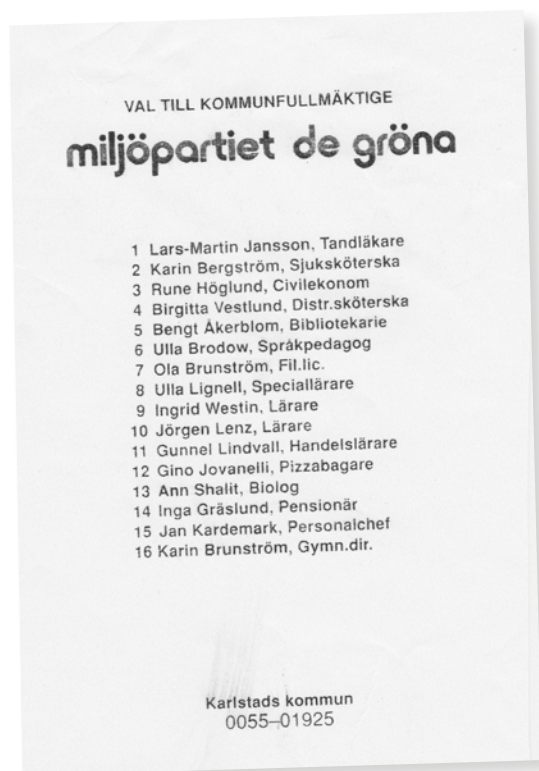 VAL TILL KOMMUNFULLMÄKTIGE
miljöpartiet de gröna
1 Lars-Martin Jansson, Tandläkare
2 Karin Bergström, Sjuksköterska
3 Rune Höglund, Civilekonom
4 Birgitta Vestlund, Distr.sköterska
5 Bengt Åkerblom, Bibliotekarie
6 Ulla Brodow, Språkpedagog
7 Ola Brunström, Fil.lic.
8 Ulla Lignell, Speciallärare
9 Ingrid Westin, Lärare
10 Jörgen Lenz, Lärare
11 Gunnel Lindvall, Handelslärare
12 Gino Jovanelli, Pizzabagare
13 Ann Shalit, Biolog
14 Inga Gräslund, Pensionär
15 Jan Kardemark, Personalchef
16 Karin Brunström, Gymn.dir.
Karlstads kommun
0055–01925